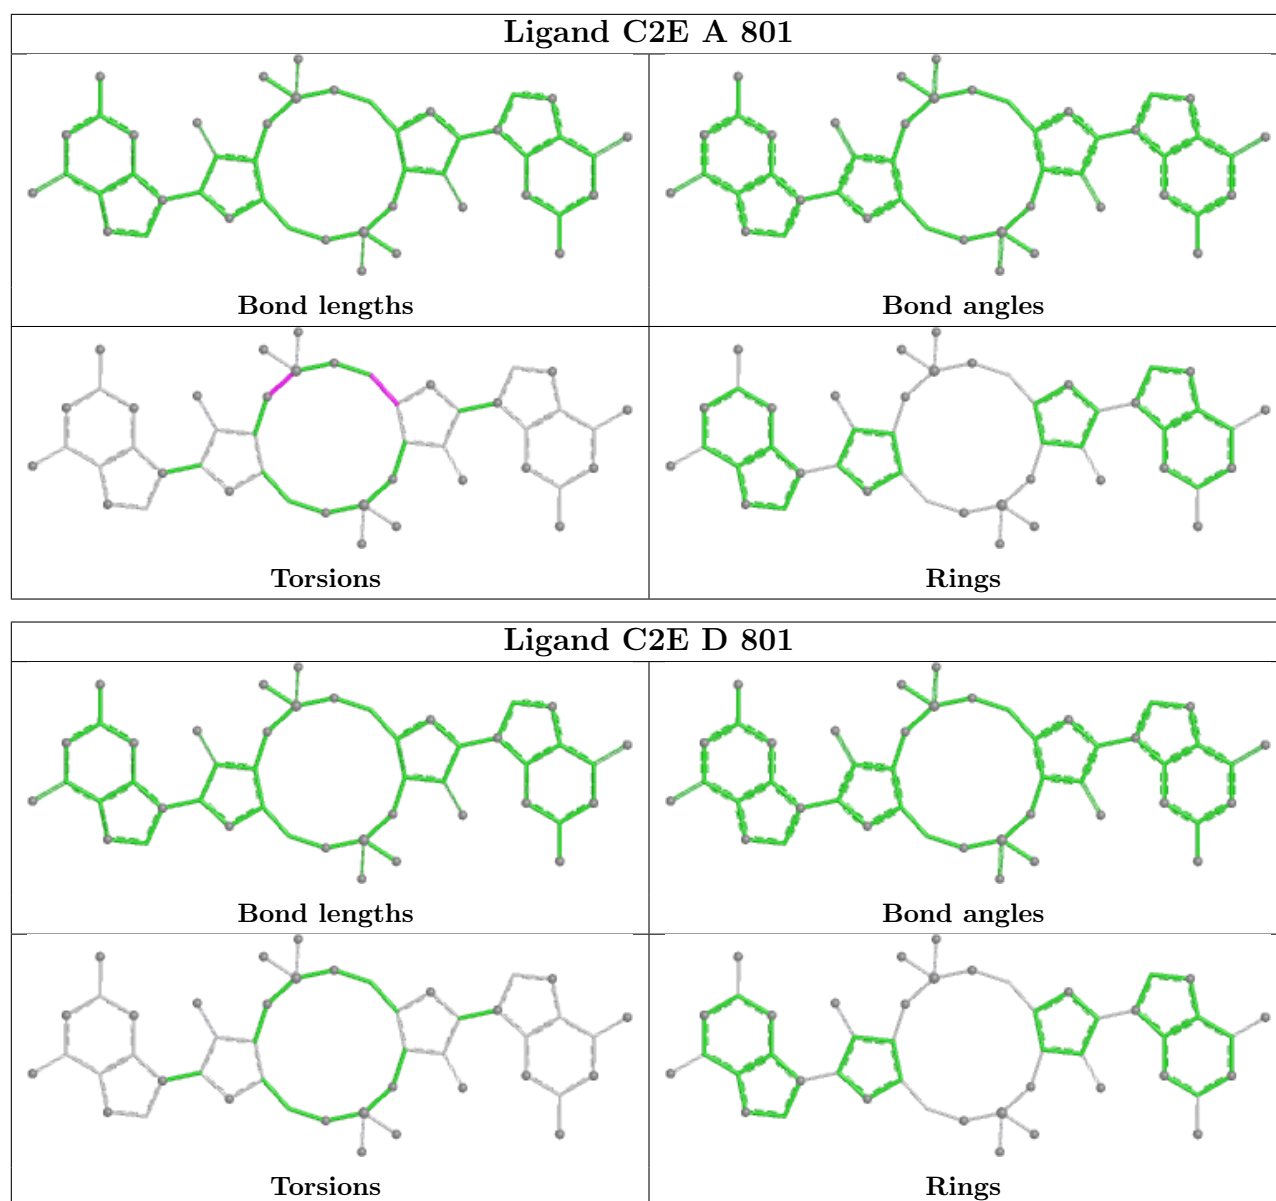 Ligand C2E A 801
Bond lengths
Bond angles
Torsions
Rings
Ligand C2E D 801
Bond lengths
Bond angles
Torsions
Rings